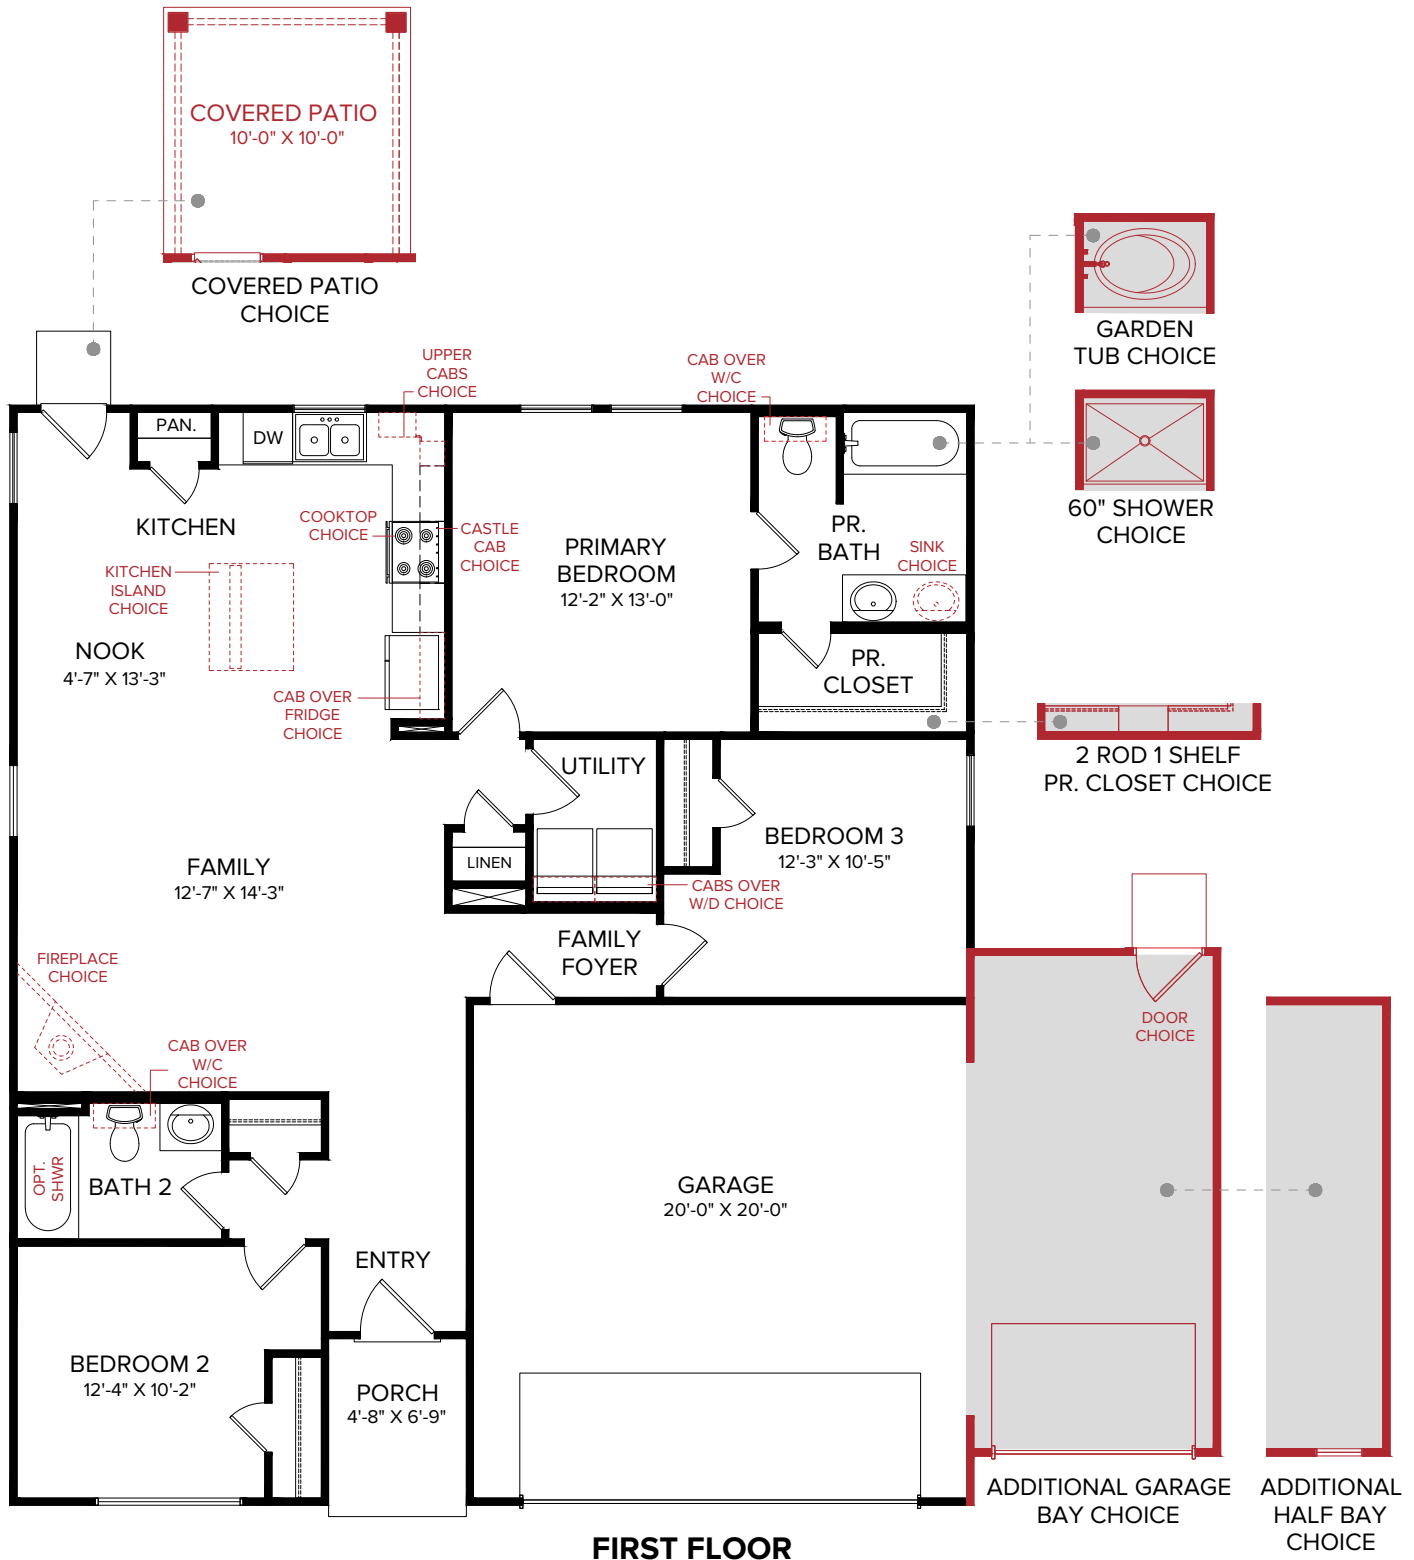 COVERED PATIO
10'-0" X 10'-0"
COVERED PATIO
CHOICE
GARDEN
TUB CHOICE
UPPER
CABS
CHOICE
CAB OVER
W/C
CHOICE
PAN.
DW
KITCHEN
COOKTOP
CHOICE
CASTLE
CAB
CHOICE
PRIMARY
BEDROOM
12'-2" X 13'-0"
PR.
BATH
SINK
CHOICE
60" SHOWER
CHOICE
KITCHEN
ISLAND
CHOICE
NOOK
4'-7" X 13'-3"
CAB OVER
FRIDGE
CHOICE
PR.
CLOSET
2 ROD 1 SHELF
PR. CLOSET CHOICE
UTILITY
LINEN
BEDROOM 3
12'-3" X 10'-5"
FAMILY
12'-7" X 14'-3"
CABS OVER
W/D CHOICE
FAMILY
FOYER
FIREPLACE
CHOICE
DOOR
CHOICE
CAB OVER
W/C
CHOICE
OPT.
SHWR
BATH 2
GARAGE
20'-0" X 20'-0"
ENTRY
BEDROOM 2
12'-4" X 10'-2"
PORCH
4'-8" X 6'-9"
ADDITIONAL GARAGE
BAY CHOICE
ADDITIONAL
HALF BAY
CHOICE
FIRST FLOOR